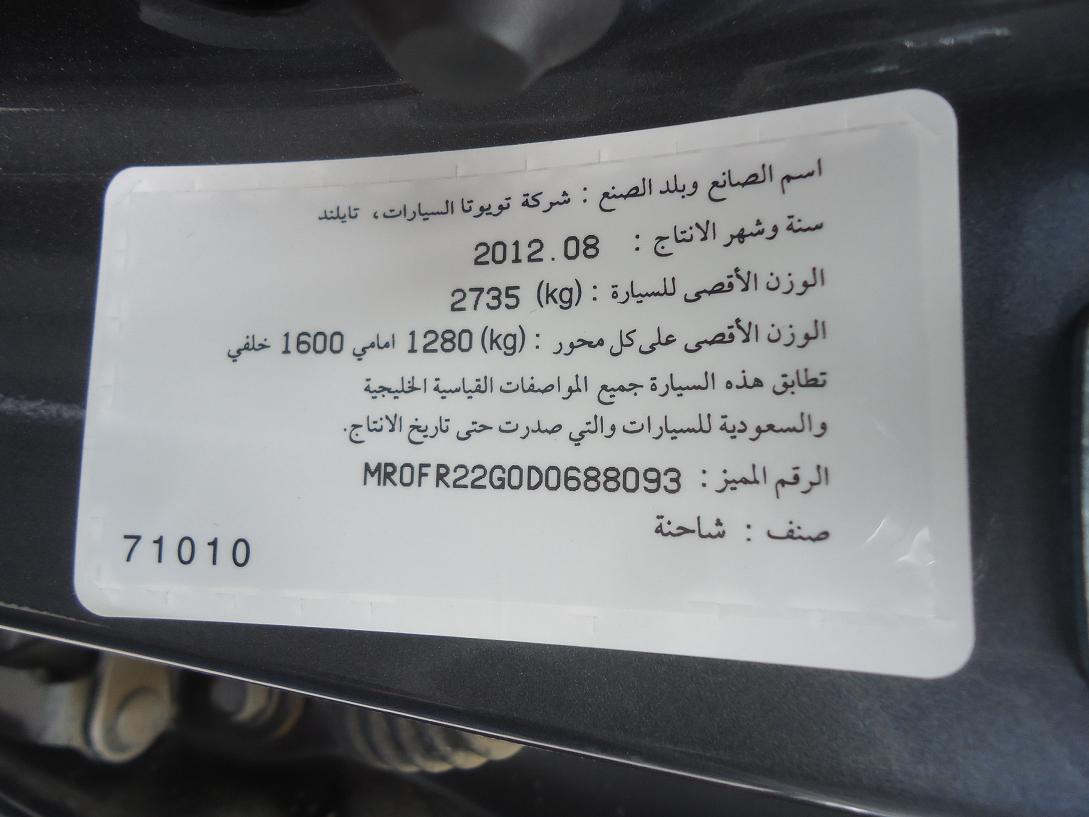 اسم الصانع وبلد الصنع : شركة تويوتا السيارات، تايلند
سنة وشهر الانتاج : 2012.08
الوزن الأقصى للسيارة : (kg) 2735
الوزن الأقصى على كل محور : (kg) 1280 امامي 1600 خلفي
تطابق هذه السيارة جميع المواصفات القياسية الخليجية
والسعودية للسيارات والتي صدرت حتى تاريخ الانتاج.
الرقم المميز : MR0FR22G0D0688093
صنف : شاحنة
71010